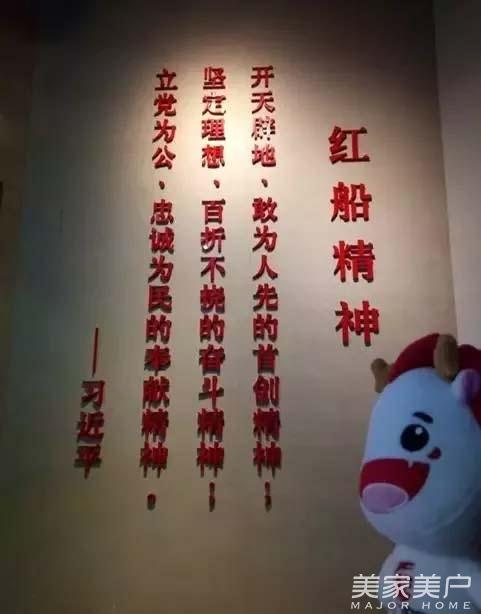 红船精神
开天辟地、敢为人先的首创精神；
坚定理想、百折不挠的奋斗精神；
立党为公、忠诚为民的奉献精神。
——习近平
美家美户
MAJOR HOME